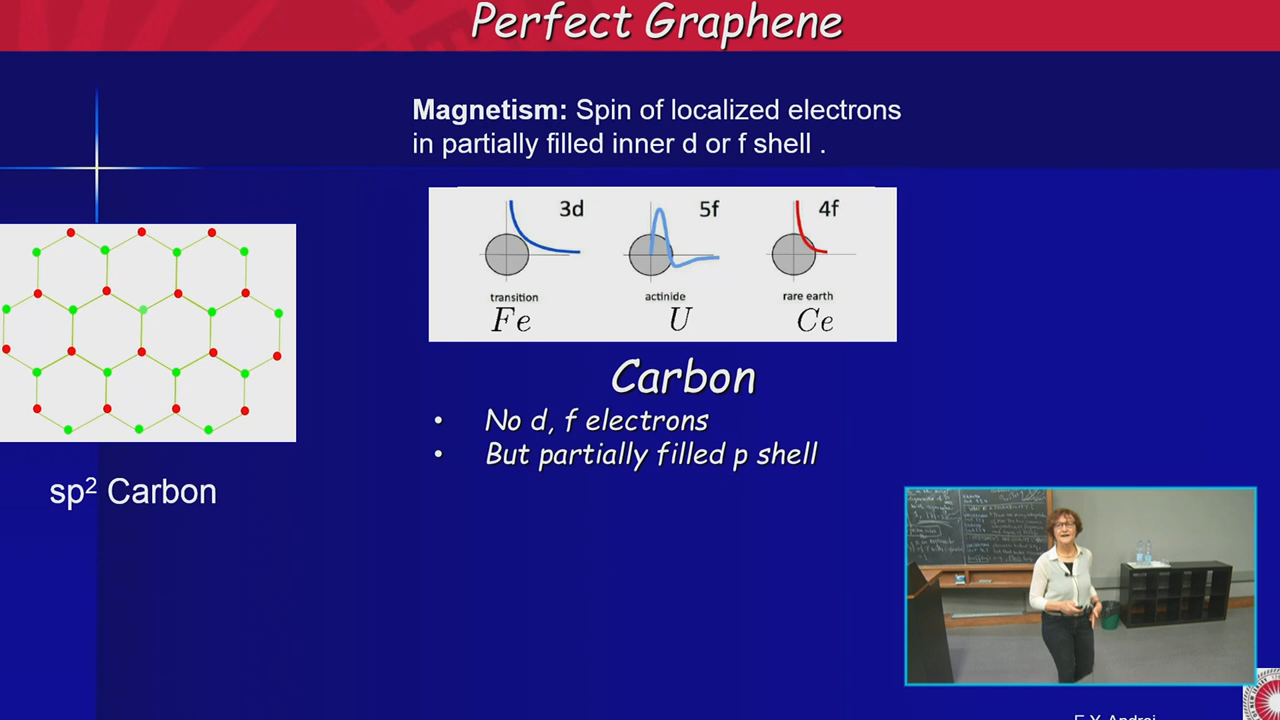 Perfect Graphene
Magnetism: Spin of localized electrons
in partially filled inner d or f shell .
3d 5f 4f
transition actinide rare earth
Fe U Ce
Carbon
• No d, f electrons
• But partially filled p shell
sp² Carbon